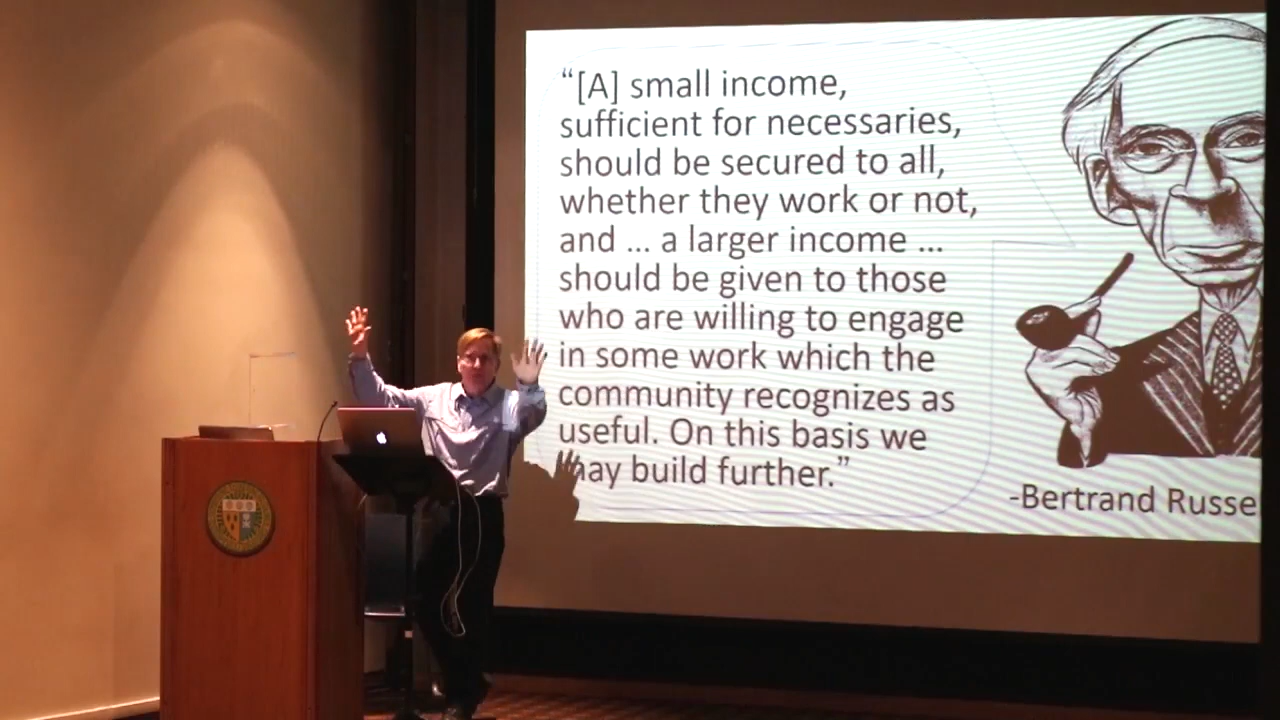 “[A] small income,
sufficient for necessaries,
should be secured to all,
whether they work or not,
and ... a larger income ...
should be given to those
who are willing to engage
in some work which the
community recognizes as
useful. On this basis we
may build further.”
-Bertrand Russe